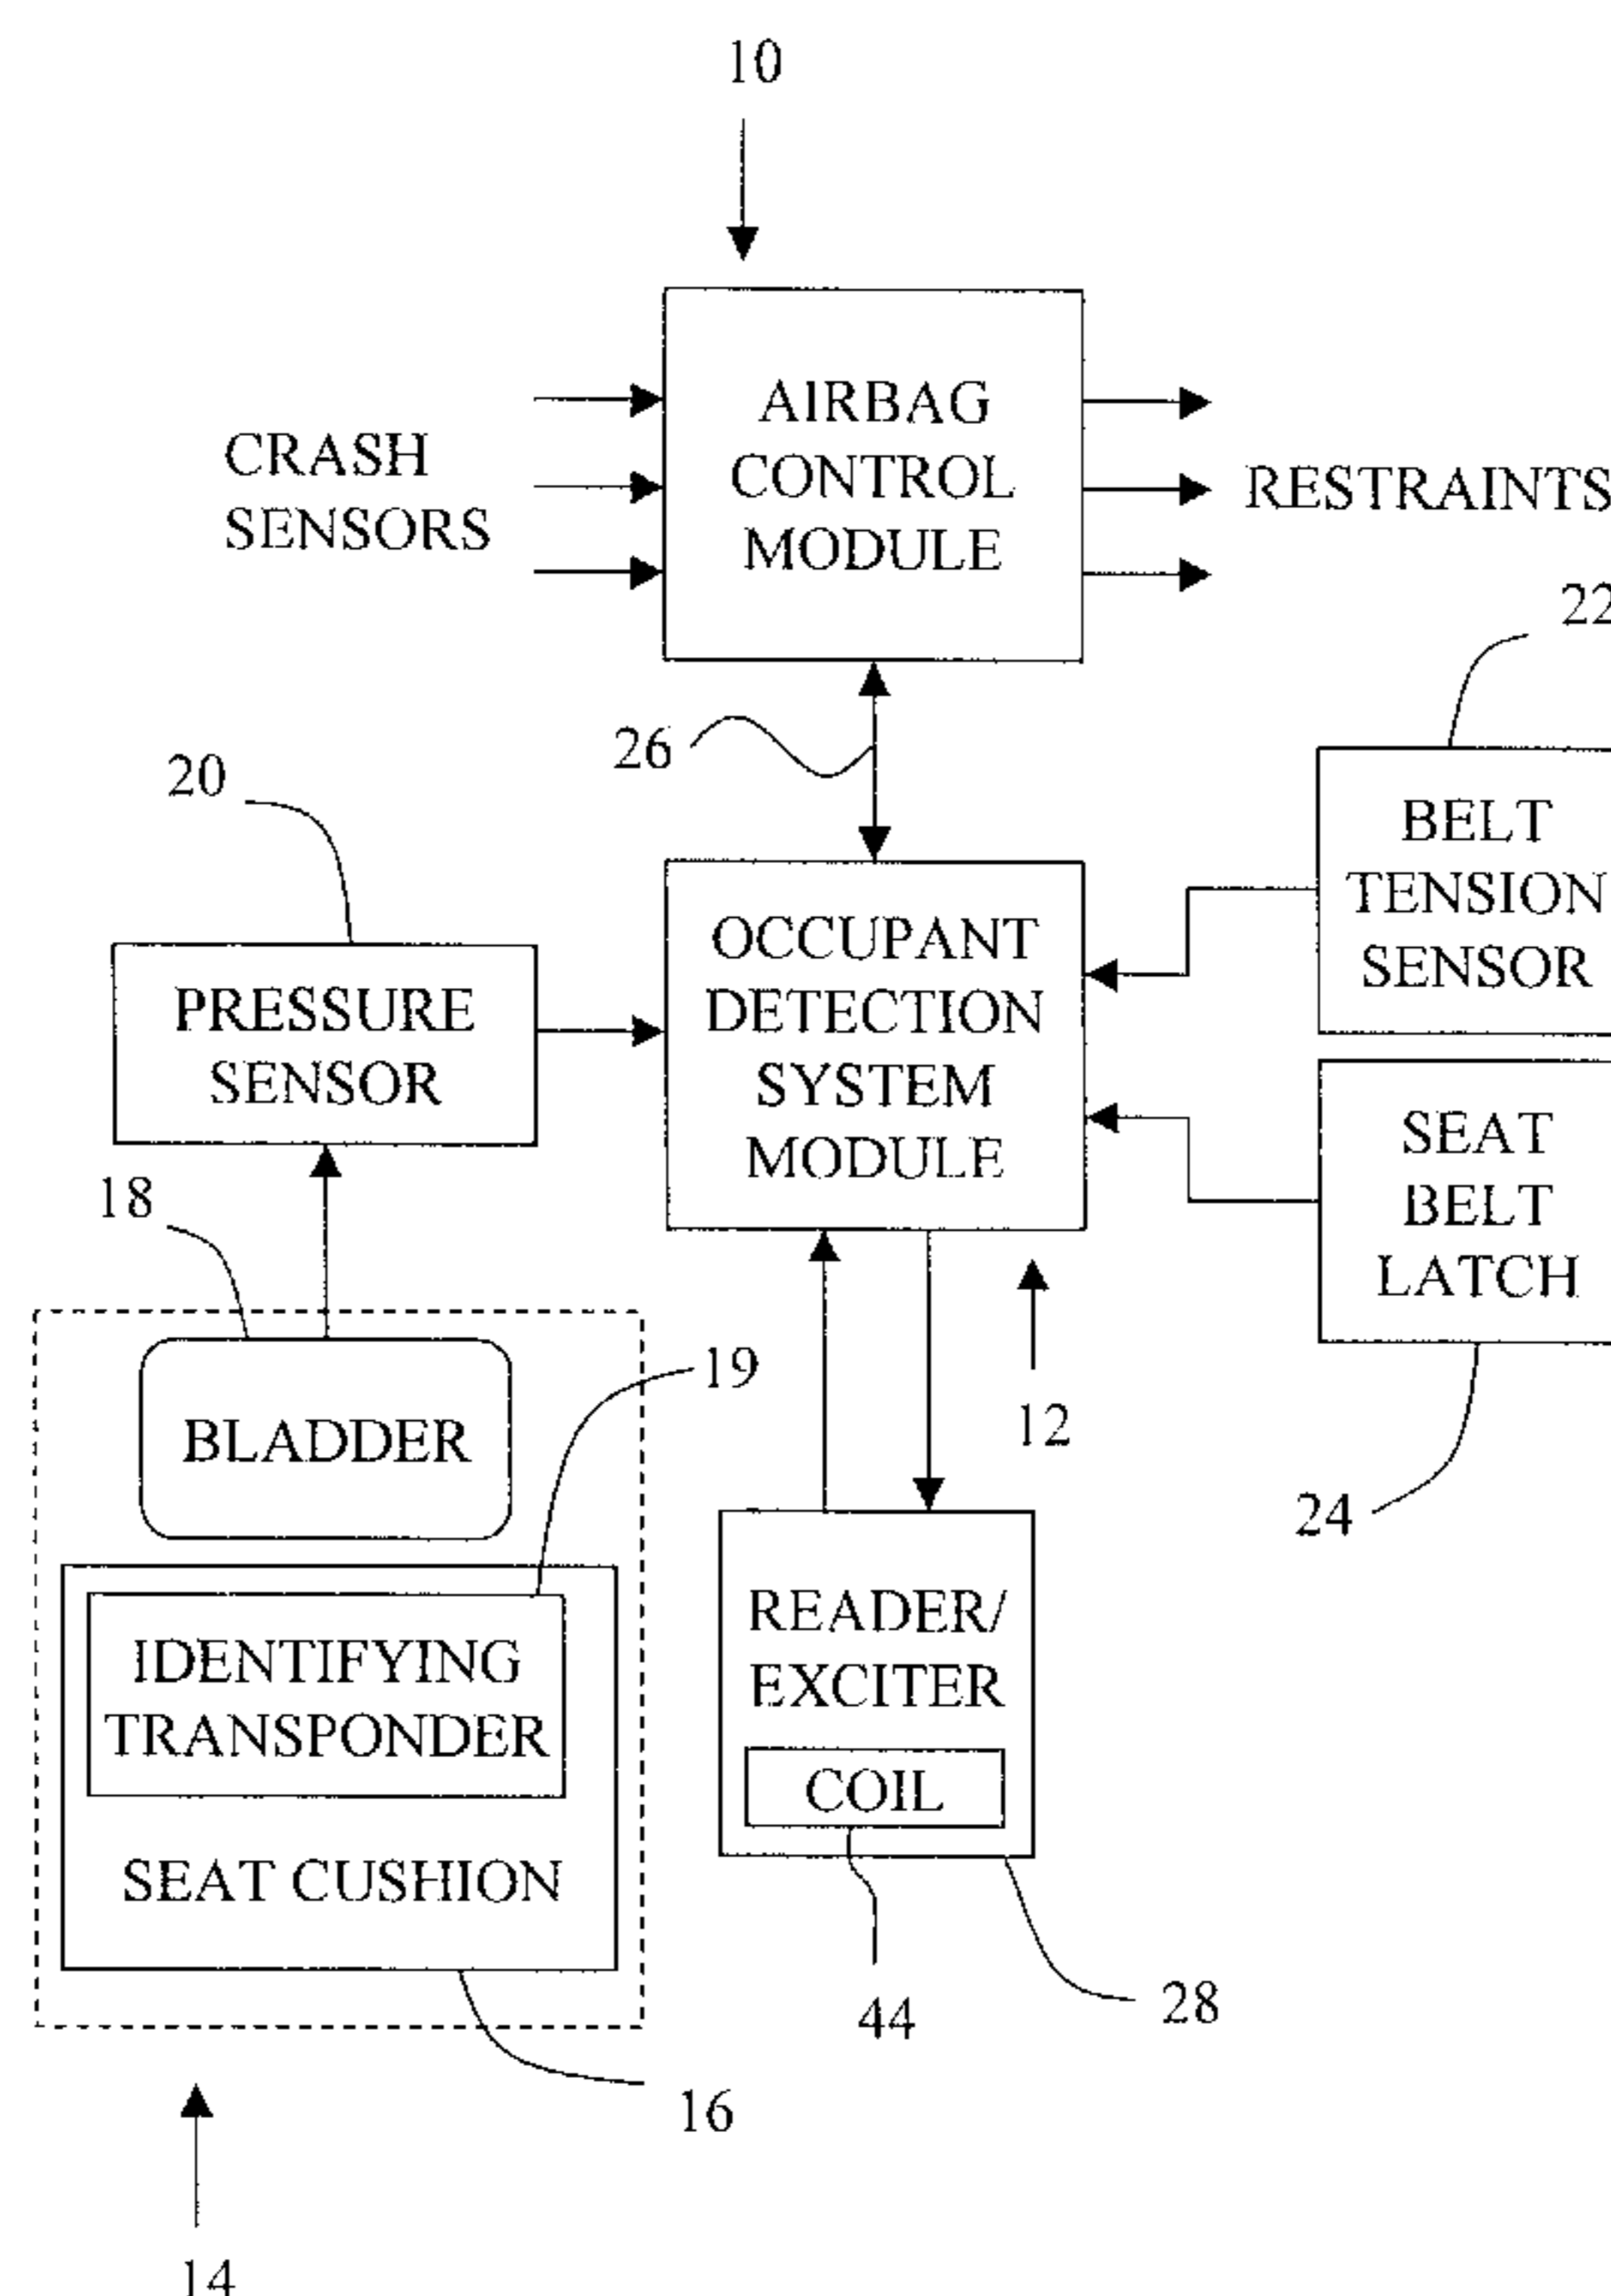 10
AIRBAG
CONTROL
MODULE
CRASH
SENSORS
RESTRAINTS
22
26
20
BELT
TENSION
SENSOR
OCCUPANT
DETECTION
SYSTEM
MODULE
PRESSURE
SENSOR
SEAT
BELT
LATCH
18
19
12
BLADDER
24
READER/
EXCITER
COIL
IDENTIFYING
TRANSPONDER
SEAT CUSHION
44
28
16
14